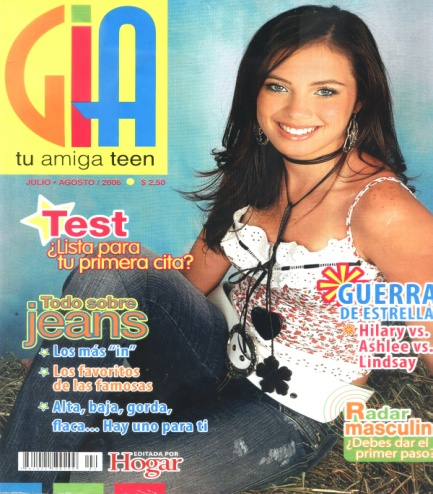 GiA
tu amiga teen
JULIO • AGOSTO / 2006 • $ 2,50
Test
¿Lista para
tu primera cita?
Todo sobre
jeans
Los más "in"
Los favoritos
de las famosas
Alta, baja, gorda,
flaca... Hay uno para ti
GUERRA
DE ESTRELLA
Hilary vs.
Ashlee vs.
Lindsay
Radar
masculin
¿Debes dar el
primer paso?
EDITADA POR
Hogar